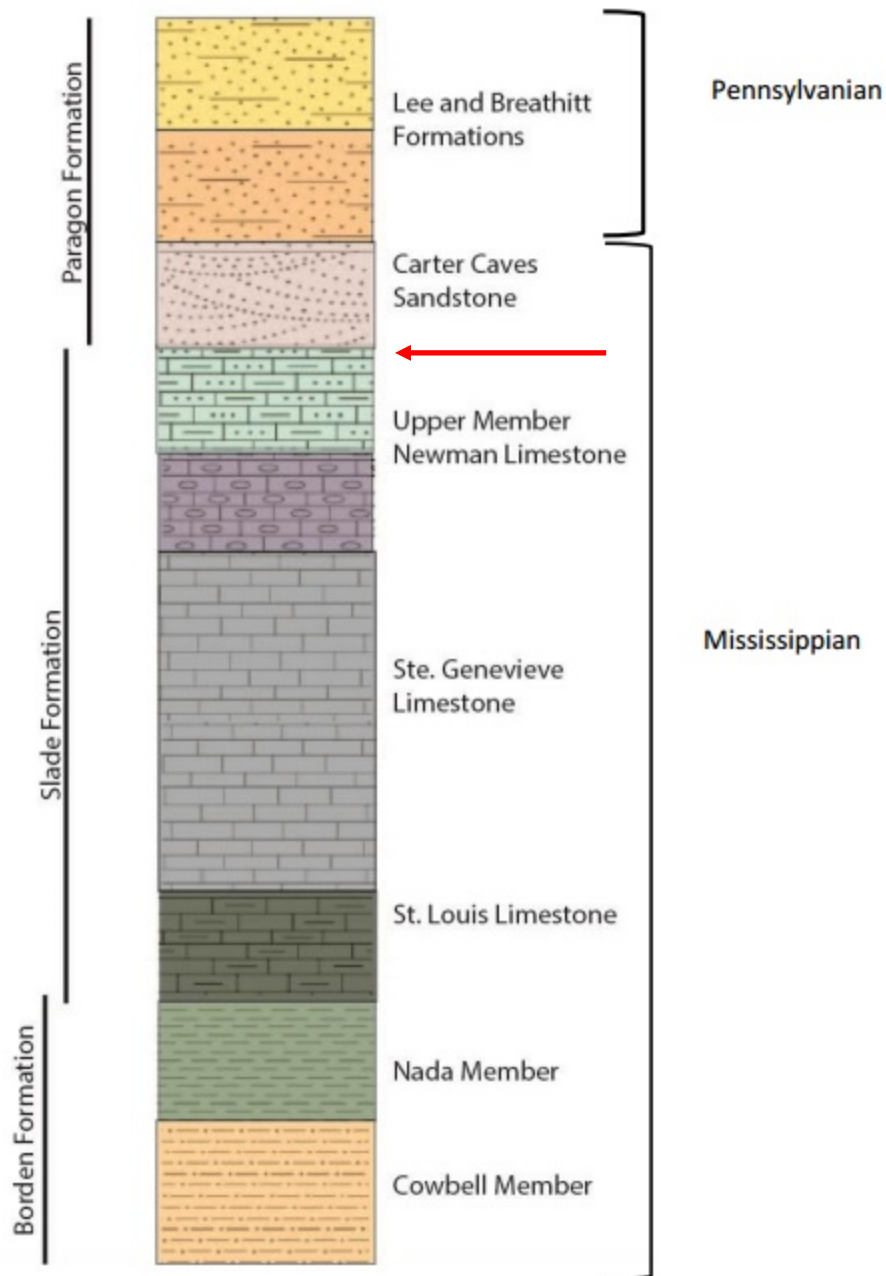 Paragon Formation
Lee and Breathitt
Formations
Pennsylvanian
Carter Caves
Sandstone
Slade Formation
Upper Member
Newman Limestone
Ste. Genevieve
Limestone
Mississippian
St. Louis Limestone
Borden Formation
Nada Member
Cowbell Member